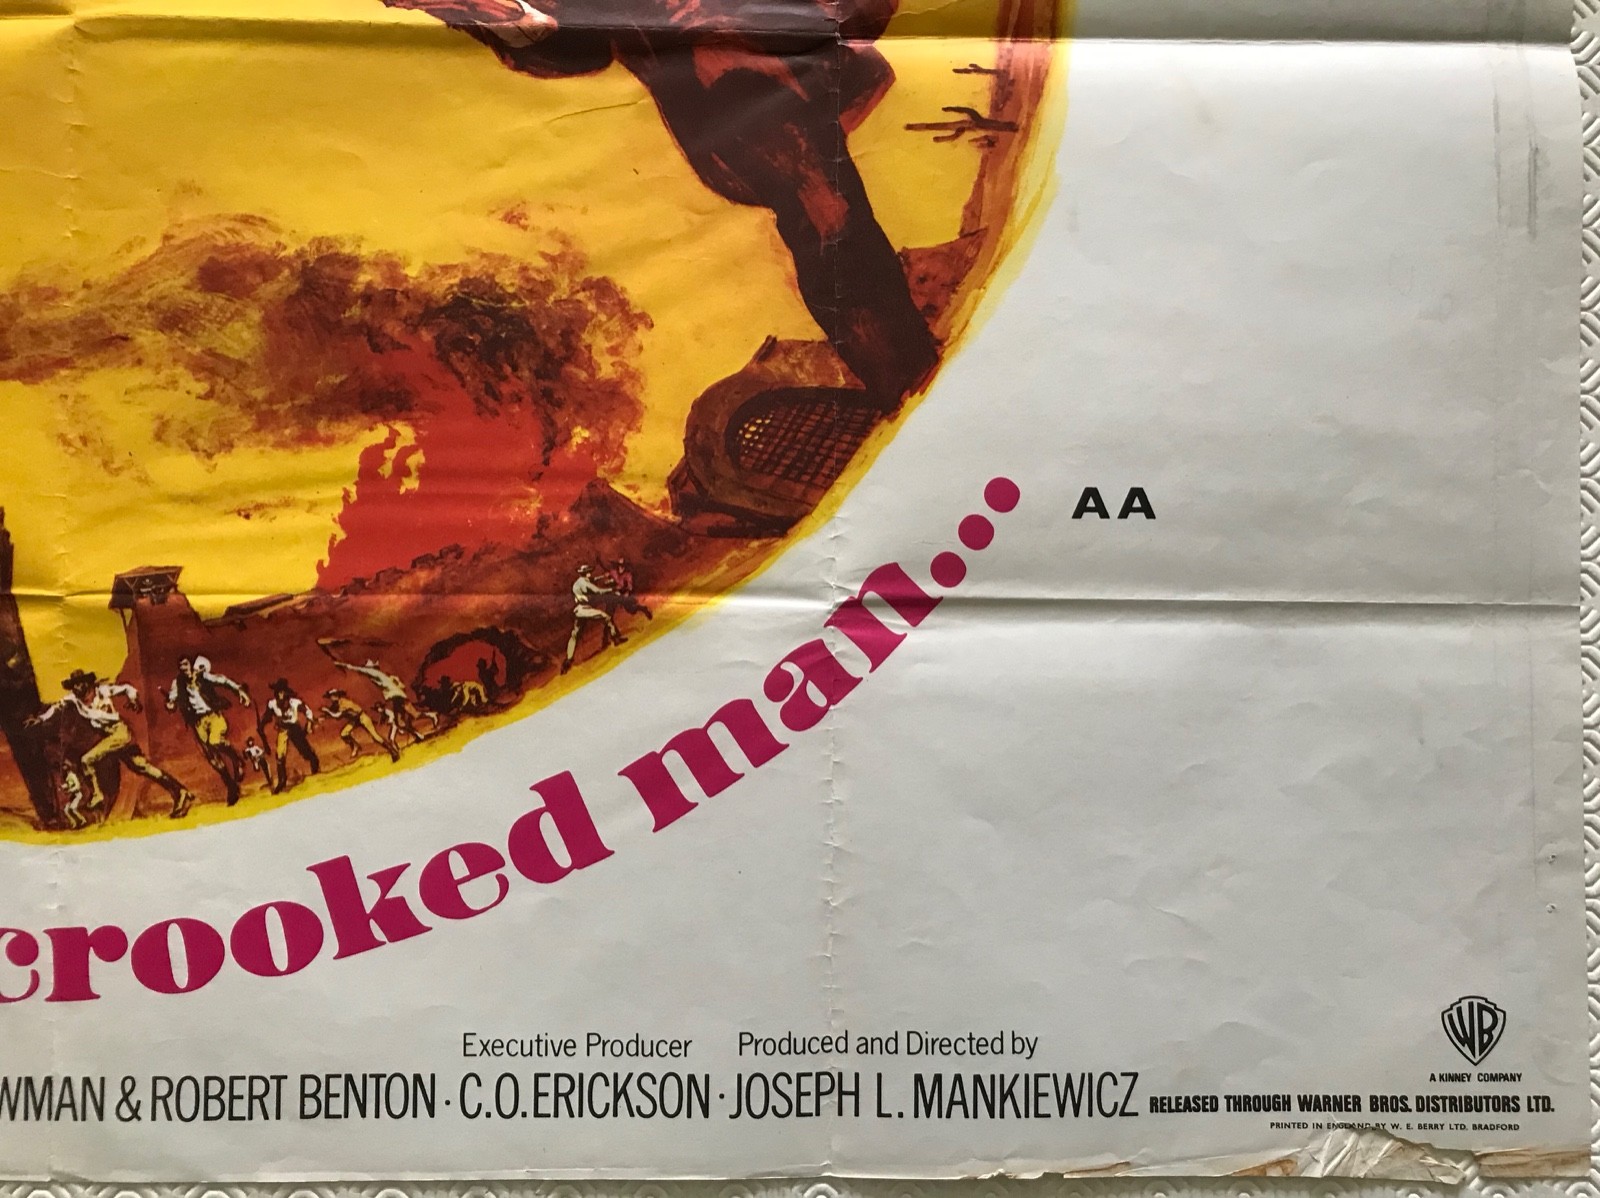 AA
crooked man...
Executive Producer Produced and Directed by
WMAN & ROBERT BENTON · C.O. ERICKSON · JOSEPH L. MANKIEWICZ RELEASED THROUGH WARNER BROS. DISTRIBUTORS LTD.
WB
A KINNEY COMPANY
PRINTED IN ENGLAND BY W. E. BERRY LTD. BRADFORD